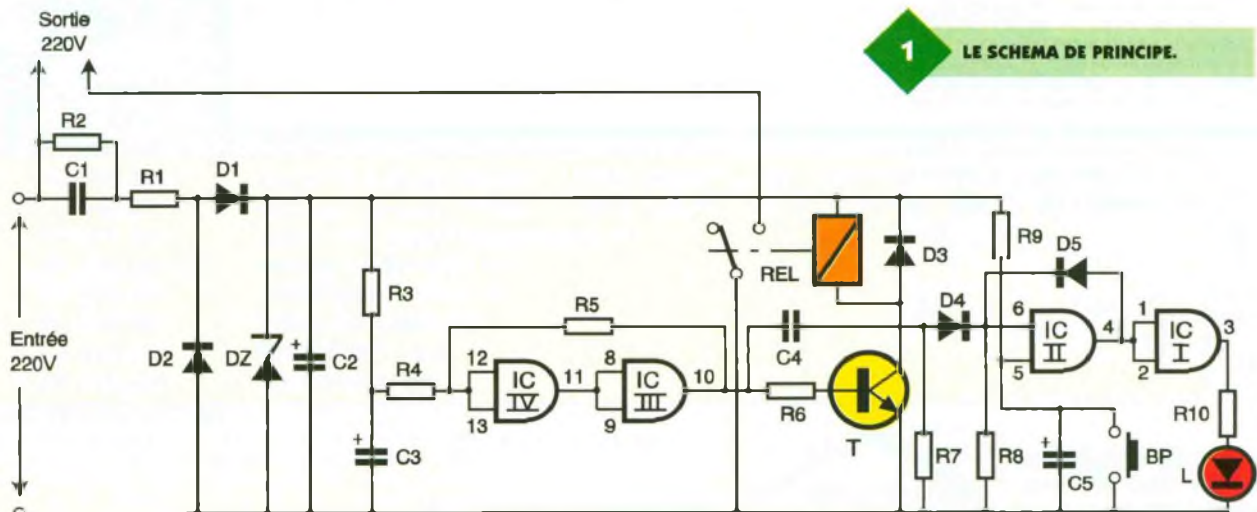 Sortie
220V
1
LE SCHEMA DE PRINCIPE.
R2
C1
R1
D1
R9
D5
REL
D3
R3
R5
D4
6
IC
II
4
1
IC
I
3
Entrée
220V
D2
DZ
+
C2
R4
12
IC
IV
11
8
IC
III
10
C4
5
2
13
9
R6
R10
+
C3
T
R7
R8
+
C5
BP
L